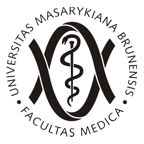 UNIVERSITAS MASARYKIANA BRUNENSIS
• FACULTAS MEDICA •